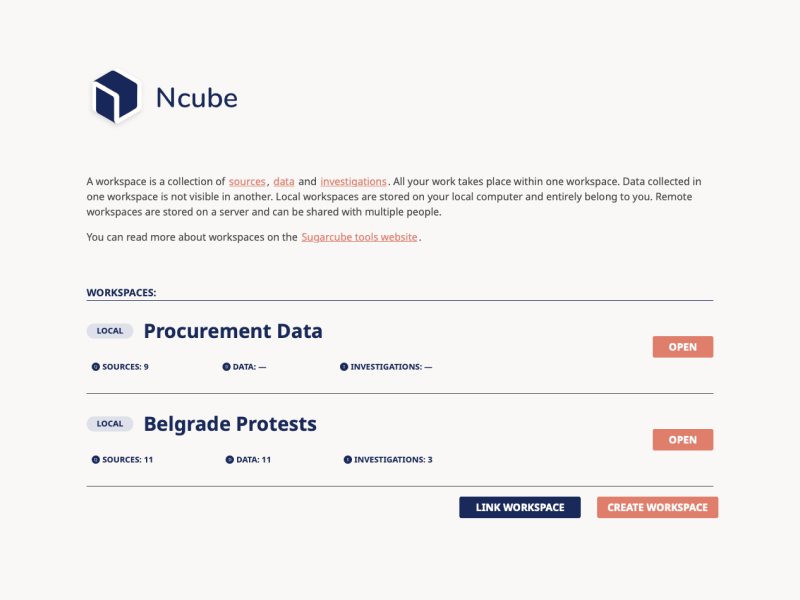 Ncube
A workspace is a collection of sources, data and investigations. All your work takes place within one workspace. Data collected in
one workspace is not visible in another. Local workspaces are stored on your local computer and entirely belong to you. Remote
workspaces are stored on a server and can be shared with multiple people.
You can read more about workspaces on the Sugarcube tools website.
WORKSPACES:
LOCAL Procurement Data
OPEN
SOURCES: 9 DATA: — INVESTIGATIONS: —
LOCAL Belgrade Protests
OPEN
SOURCES: 11 DATA: 11 INVESTIGATIONS: 3
LINK WORKSPACE CREATE WORKSPACE